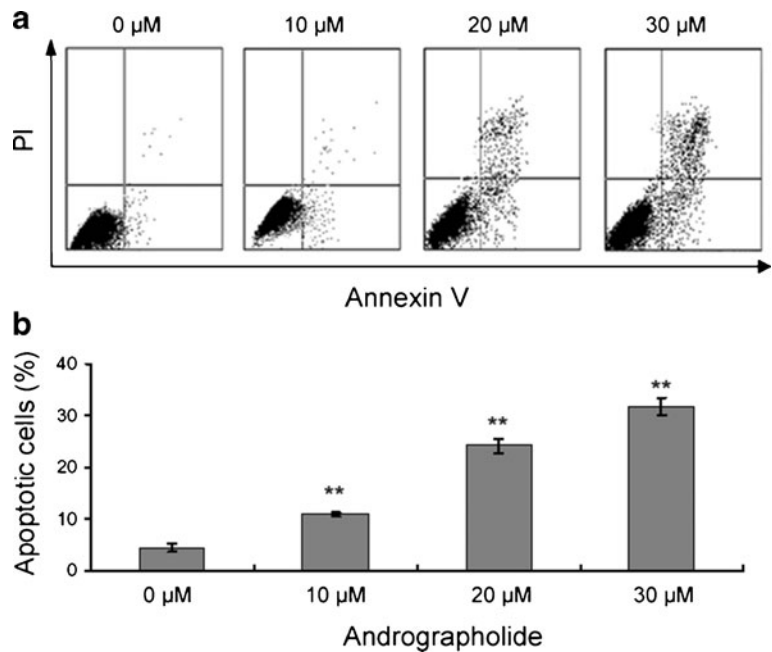 a
0 µM 10 µM 20 µM 30 µM
PI
Annexin V
b
Apoptotic cells (%)
40
30
20
10
0
** ** **
0 µM 10 µM 20 µM 30 µM
Andrographolide